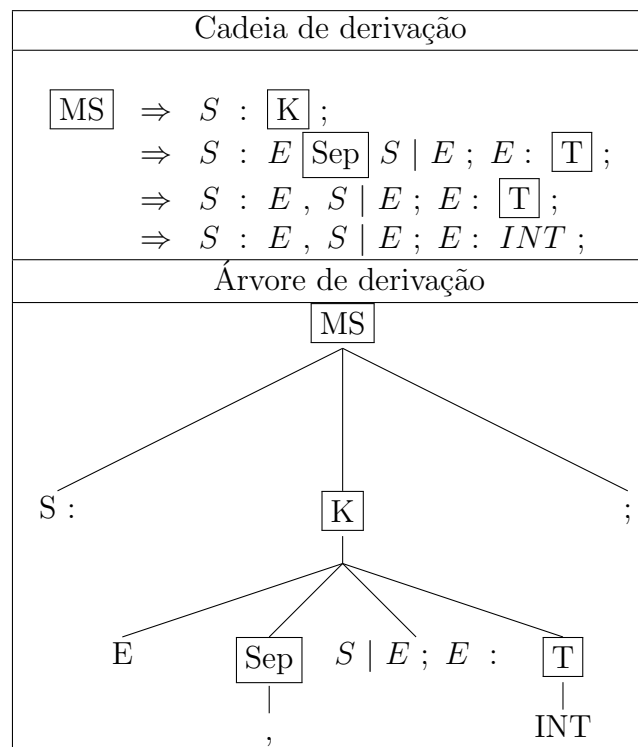 Cadeia de derivação
MS ⇒ S : K ;
⇒ S : E Sep S | E ; E : T ;
⇒ S : E , S | E ; E : T ;
⇒ S : E , S | E ; E : INT ;
Árvore de derivação
MS
S : K ;
E Sep S | E ; E : T
, INT